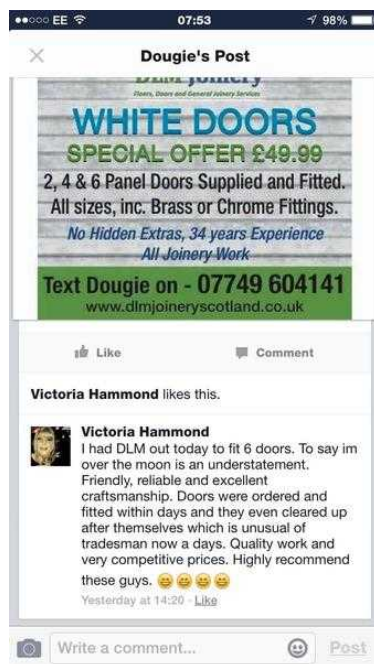 EE 07:53 98%
Dougie's Post
DLM Joinery
Floors, Doors and General Joinery Services
WHITE DOORS
SPECIAL OFFER £49.99
2, 4 & 6 Panel Doors Supplied and Fitted.
All sizes, inc. Brass or Chrome Fittings.
No Hidden Extras, 34 years Experience
All Joinery Work
Text Dougie on - 07749 604141
www.dlmjoineryscotland.co.uk
Like Comment
Victoria Hammond likes this.
Victoria Hammond
I had DLM out today to fit 6 doors. To say im
over the moon is an understatement.
Friendly, reliable and excellent
craftsmanship. Doors were ordered and
fitted within days and they even cleared up
after themselves which is unusual of
tradesman now a days. Quality work and
very competitive prices. Highly recommend
these guys. 😄😄😄😄
Yesterday at 14:20 - Like
Write a comment... Post